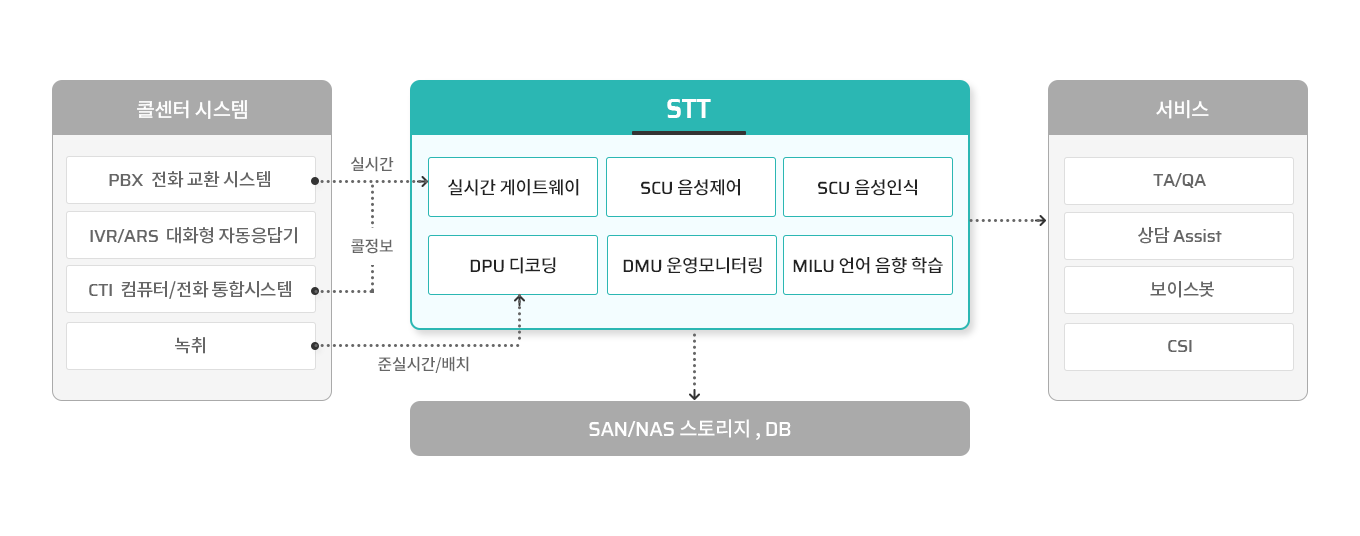 콜센터 시스템
PBX 전화 교환 시스템
IVR/ARS 대화형 자동응답기
CTI 컴퓨터/전화 통합시스템
녹취
실시간
콜정보
준실시간/배치
STT
실시간 게이트웨이
SCU 음성제어
SCU 음성인식
DPU 디코딩
DMU 운영모니터링
MILU 언어 음향 학습
SAN/NAS 스토리지 , DB
서비스
TA/QA
상담 Assist
보이스봇
CSI